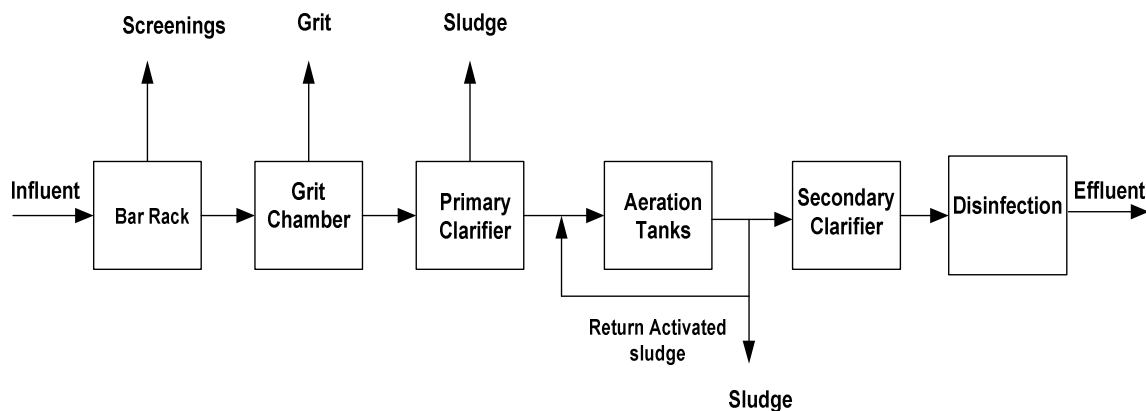 Screenings
Grit
Sludge
Influent
Bar Rack
Grit
Chamber
Primary
Clarifier
Aeration
Tanks
Secondary
Clarifier
Disinfection
Effluent
Return Activated
sludge
Sludge